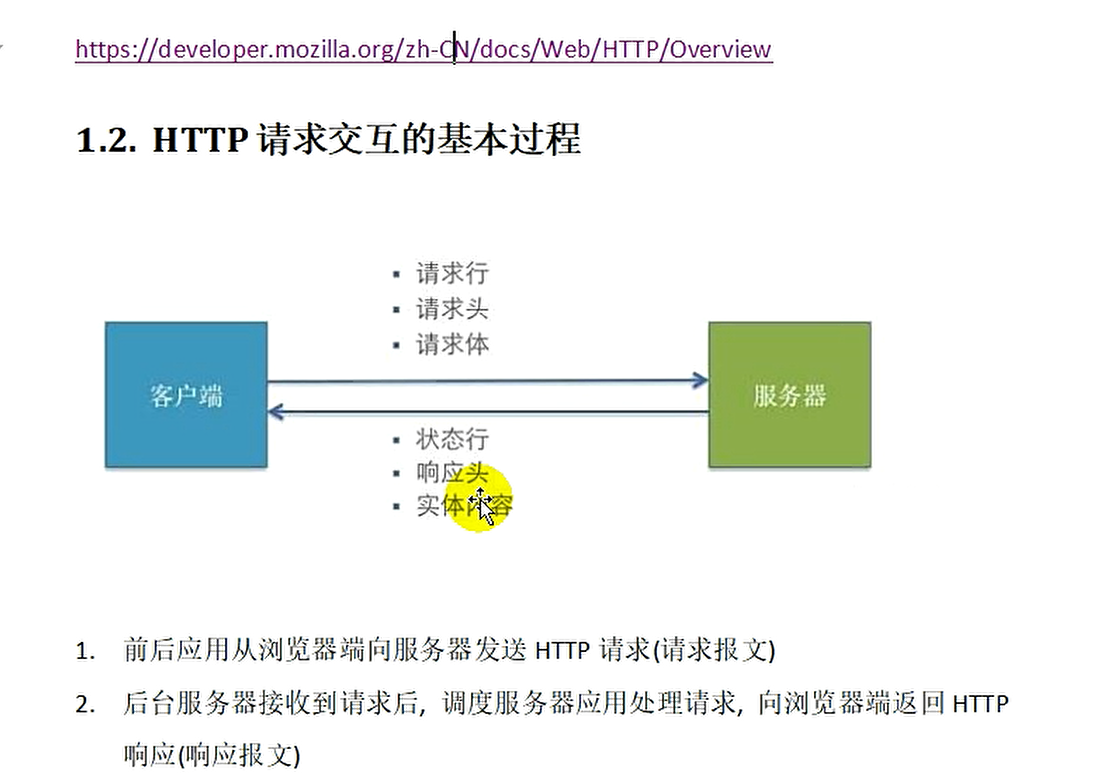 https://developer.mozilla.org/zh-CN/docs/Web/HTTP/Overview
1.2. HTTP 请求交互的基本过程
▪ 请求行
▪ 请求头
▪ 请求体
客户端
服务器
▪ 状态行
▪ 响应头
▪ 实体内容
1. 前后应用从浏览器端向服务器发送 HTTP 请求(请求报文)
2. 后台服务器接收到请求后, 调度服务器应用处理请求, 向浏览器端返回 HTTP
响应(响应报文)